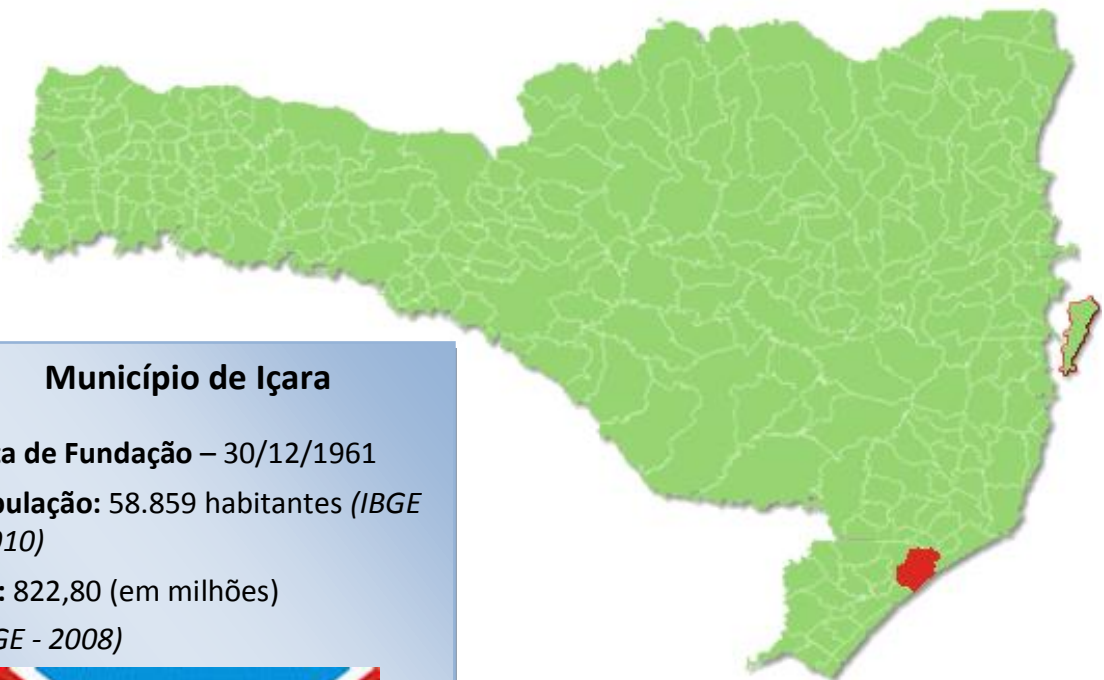 Município de Içara
ta de Fundação – 30/12/1961
pulação: 58.859 habitantes (IBGE
010)
: 822,80 (em milhões)
GE - 2008)